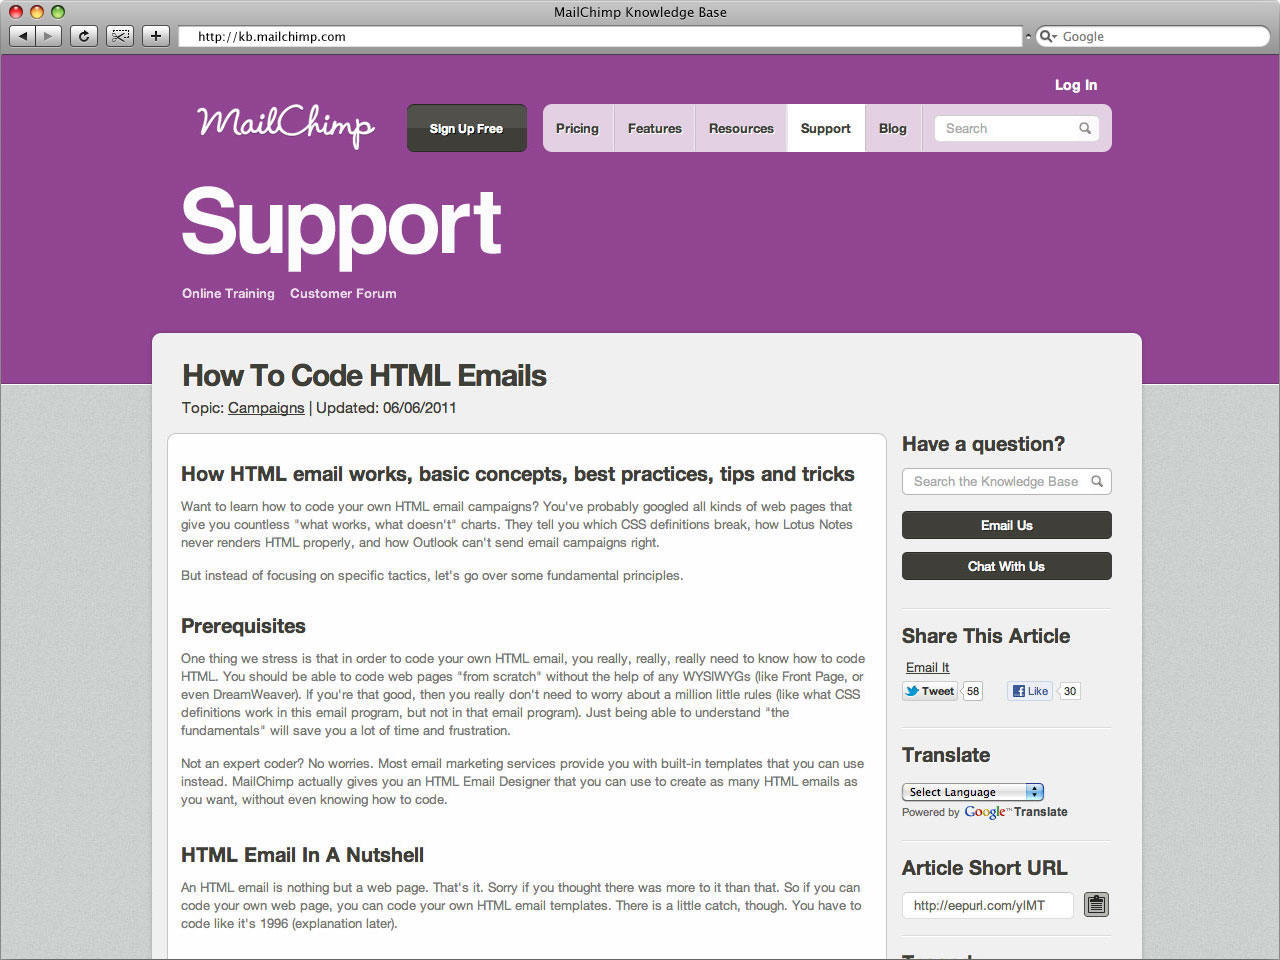 MailChimp Knowledge Base
http://kb.mailchimp.com
Google
Log In
MailChimp
Sign Up Free
Pricing
Features
Resources
Support
Blog
Search
Support
Online Training
Customer Forum
How To Code HTML Emails
Topic: Campaigns | Updated: 06/06/2011
How HTML email works, basic concepts, best practices, tips and tricks
Want to learn how to code your own HTML email campaigns? You've probably googled all kinds of web pages that
give you countless "what works, what doesn't" charts. They tell you which CSS definitions break, how Lotus Notes
never renders HTML properly, and how Outlook can't send email campaigns right.
But instead of focusing on specific tactics, let's go over some fundamental principles.
Prerequisites
One thing we stress is that in order to code your own HTML email, you really, really, really need to know how to code
HTML. You should be able to code web pages "from scratch" without the help of any WYSIWYGs (like Front Page, or
even DreamWeaver). If you're that good, then you really don't need to worry about a million little rules (like what CSS
definitions work in this email program, but not in that email program). Just being able to understand "the
fundamentals" will save you a lot of time and frustration.
Not an expert coder? No worries. Most email marketing services provide you with built-in templates that you can use
instead. MailChimp actually gives you an HTML Email Designer that you can use to create as many HTML emails as
you want, without even knowing how to code.
HTML Email In A Nutshell
An HTML email is nothing but a web page. That's it. Sorry if you thought there was more to it than that. So if you can
code your own web page, you can code your own HTML email templates. There is a little catch, though. You have to
code like it's 1996 (explanation later).
Have a question?
Search the Knowledge Base
Email Us
Chat With Us
Share This Article
Email It
Tweet 58
Like 30
Translate
Select Language
Powered by Google™ Translate
Article Short URL
http://eepurl.com/ylMT